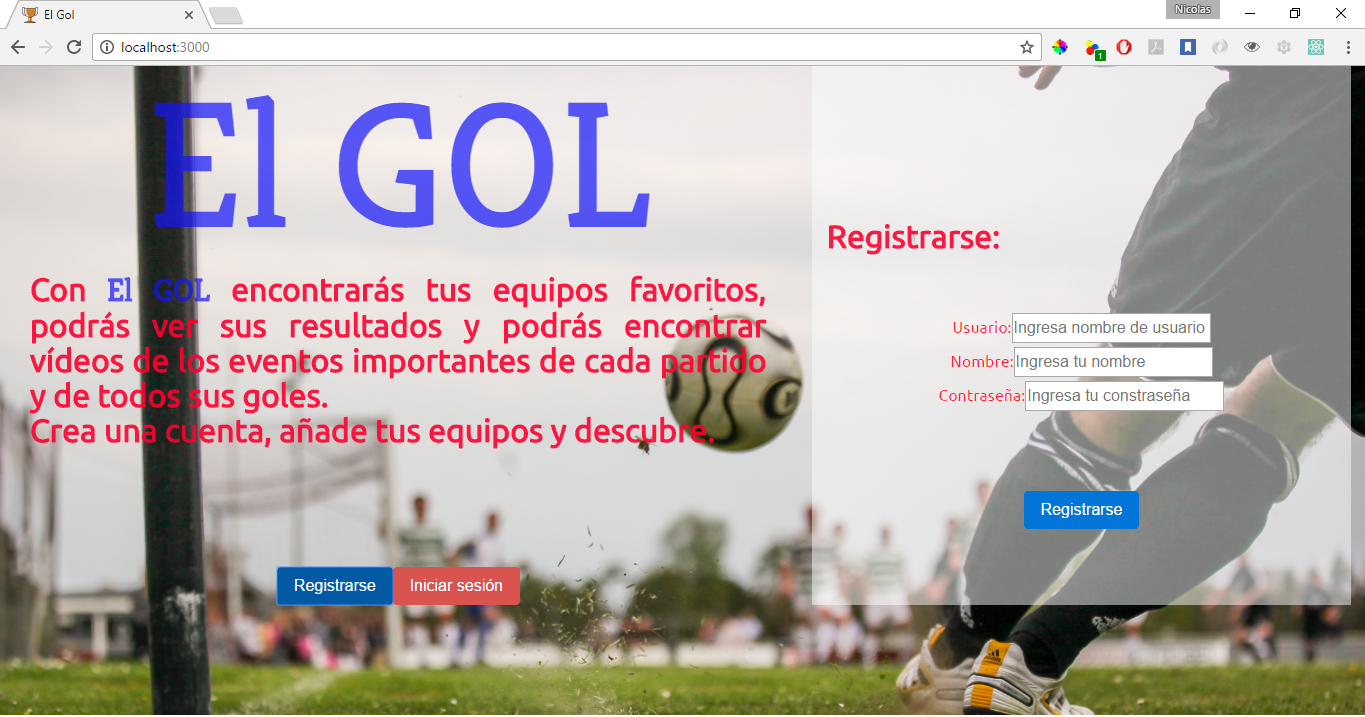 El Gol
Nicolas
localhost:3000
1
El GOL
Con El GOL encontrarás tus equipos favoritos,
podrás ver sus resultados y podrás encontrar
vídeos de los eventos importantes de cada partido
y de todos sus goles.
Crea una cuenta, añade tus equipos y descubre.
Registrarse Iniciar sesión
Registrarse:
Usuario: Ingresa nombre de usuario
Nombre: Ingresa tu nombre
Contraseña: Ingresa tu constraseña
Registrarse